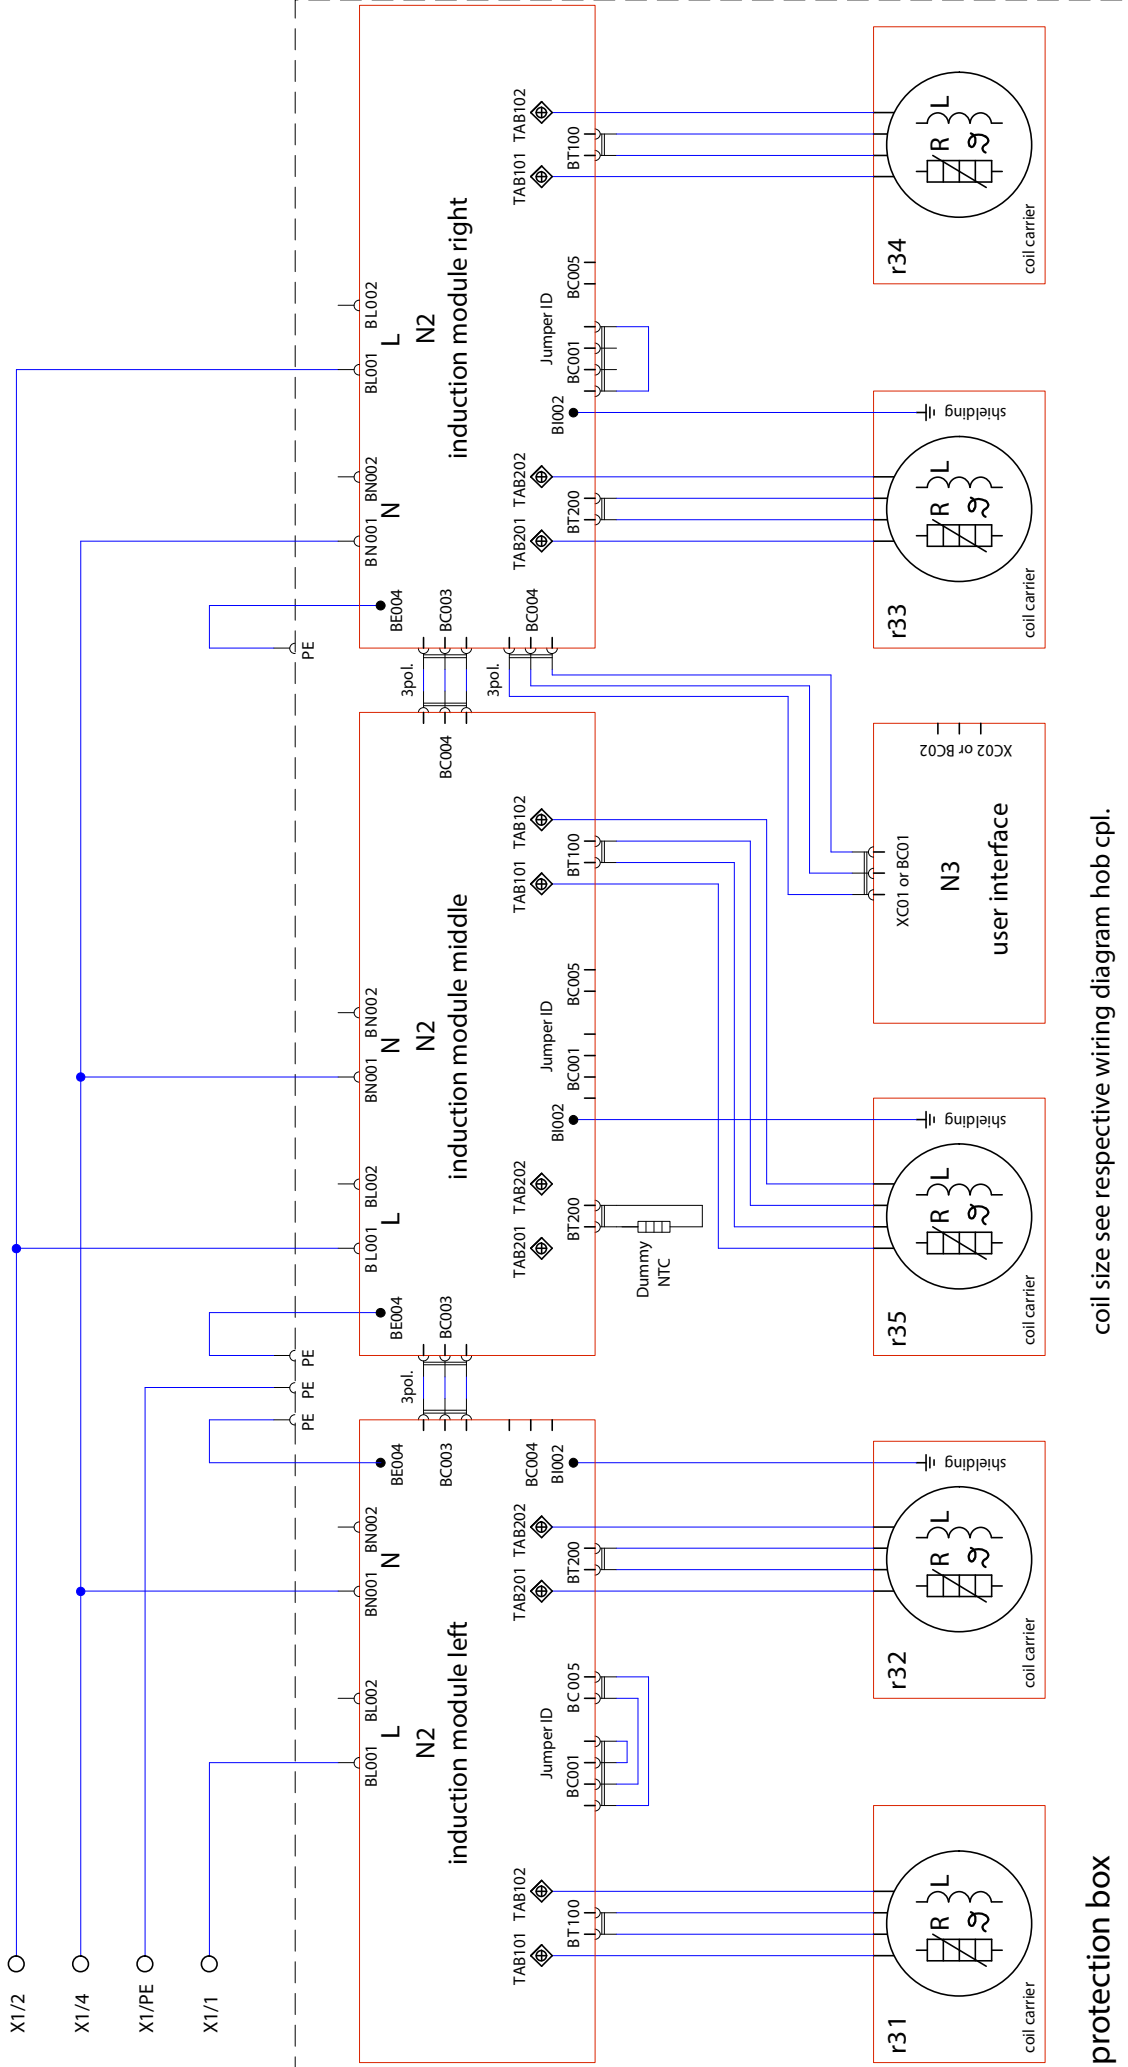 X1/2
X1/4
X1/PE
X1/1
PE
PE
PE
PE
BL001
BL002
L
BN001
BN002
N
BE004
N2
induction module left
BC003
BC004
TAB101
TAB102
BT100
Jumper ID
BC001
BC005
TAB201
TAB202
BT200
BI002
3pol.
BE004
BL001
BL002
L
BN001
BN002
N
N2
induction module middle
BC003
BC004
TAB201
TAB202
BT200
BI002
Jumper ID
BC001
BC005
TAB101
TAB102
BT100
Dummy
NTC
3pol.
3pol.
BE004
BN001
BN002
N
BL001
BL002
L
N2
induction module right
BC003
BC004
TAB201
TAB202
BT200
BI002
Jumper ID
BC001
BC005
TAB101
TAB102
BT100
r31
R
L
coil carrier
r32
R
L
shielding
coil carrier
r35
R
L
shielding
coil carrier
XC01 or BC01
N3
user interface
XC02 or BC02
r33
R
L
shielding
coil carrier
r34
R
L
coil carrier
protection box
coil size see respective wiring diagram hob cpl.